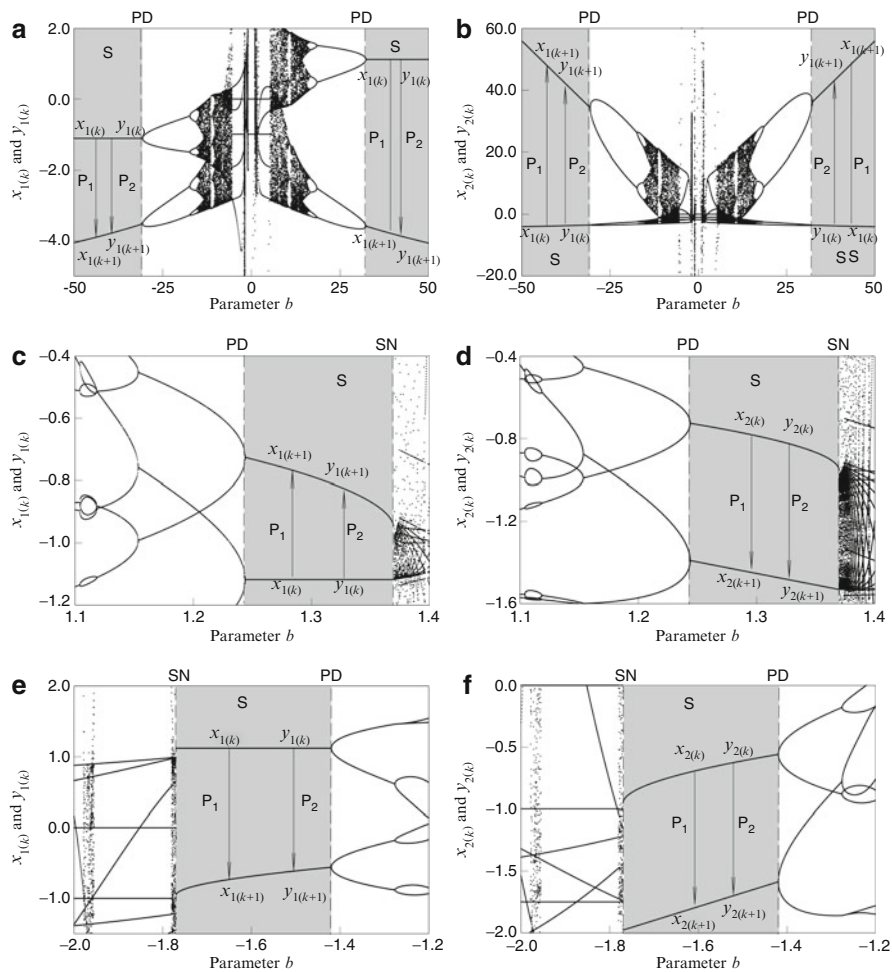 a
PD PD
S S
x1(k) y1(k)
P1 P2
x1(k+1) y1(k+1)
x1(k) y1(k)
P1 P2
x1(k+1) y1(k+1)
2.0
0.0
−2.0
−4.0
x1(k) and y1(k)
-50 −25 0 25 50
Parameter b
b
PD PD
x1(k+1) y1(k+1)
y1(k+1) x1(k+1)
P1 P2
P2 P1
x1(k) y1(k)
y1(k) x1(k)
S S S
60.0
40.0
20.0
−0.0
−20.0
x2(k) and y2(k)
−50 −25 0 25 50
Parameter b
c
PD SN
S
x1(k+1) y1(k+1)
P1 P2
x1(k) y1(k)
−0.4
−0.6
−0.8
−1.0
−1.2
x1(k) and y1(k)
1.1 1.2 1.3 1.4
Parameter b
d
PD SN
S
x2(k) y2(k)
P1 P2
x2(k+1) y2(k+1)
−0.4
−0.8
−1.2
−1.6
x2(k) and y2(k)
1.1 1.2 1.3 1.4
Parameter b
e
SN PD
S
x1(k) y1(k)
P1 P2
x1(k+1) y1(k+1)
2.0
1.0
0.0
−1.0
x1(k) and y1(k)
−2.0 −1.8 −1.6 −1.4 −1.2
Parameter b
f
SN PD
S
x2(k) y2(k)
P1 P2
x2(k+1) y2(k+1)
0.0
−0.5
−1.0
−1.5
−2.0
x2(k) and y2(k)
−2.0 −1.8 −1.6 −1.4 −1.2
Parameter b